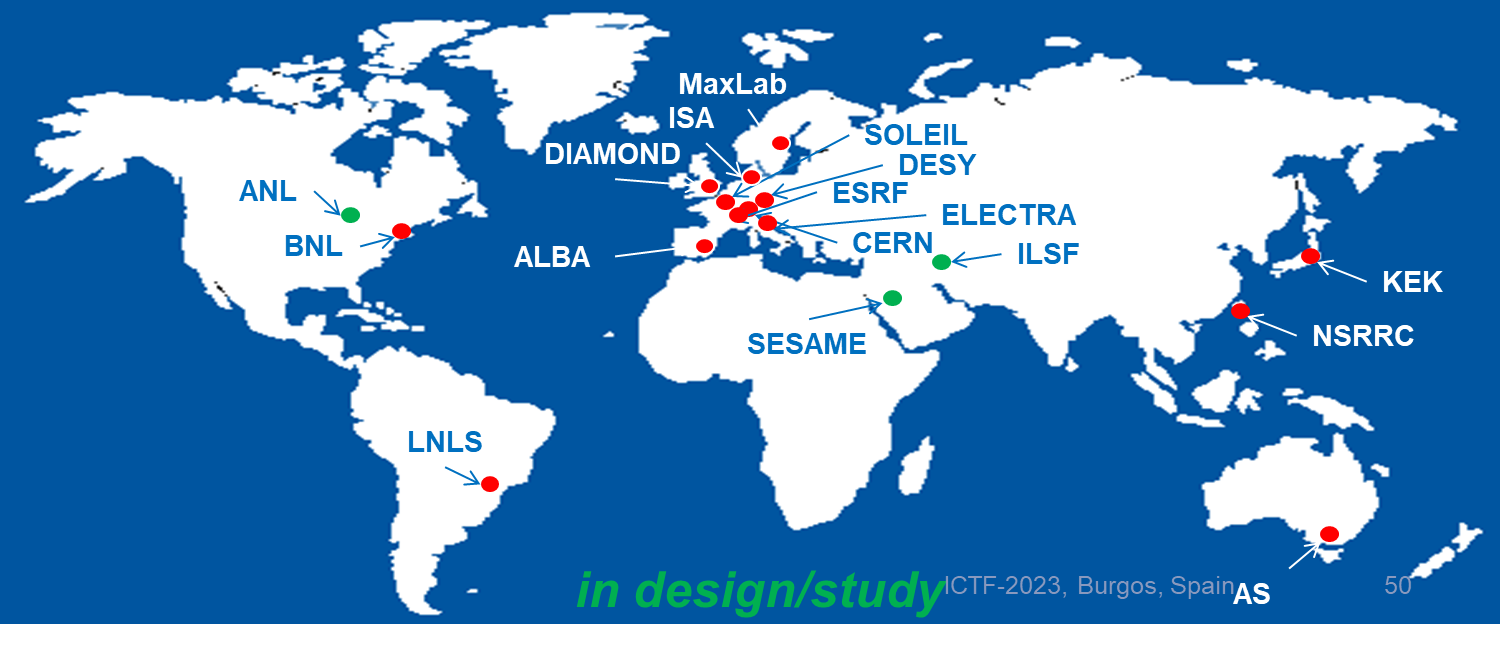 MaxLab
ISA
SOLEIL
DIAMOND
DESY
ANL
ESRF
ELECTRA
BNL
CERN
ALBA
ILSF
KEK
SESAME
NSRRC
LNLS
in design/study
ICTF-2023, Burgos, Spain
AS
50